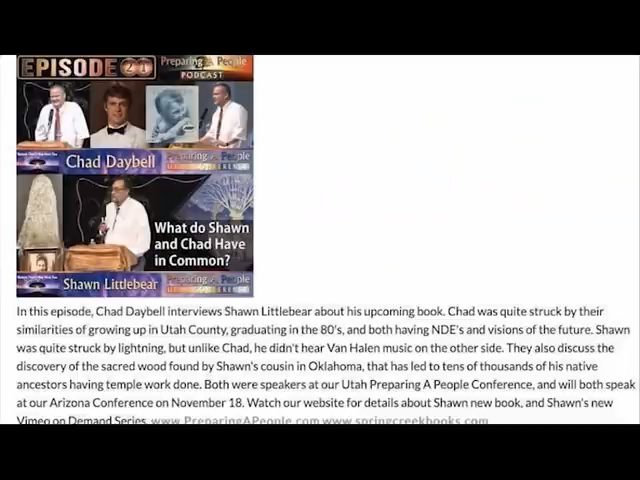 EPISODE 21
Preparing A People
PODCAST
Chad Daybell
Preparing A People
What do Shawn
and Chad Have
in Common?
Shawn Littlebear
Preparing A People
In this episode, Chad Daybell interviews Shawn Littlebear about his upcoming book. Chad was quite struck by their
similarities of growing up in Utah County, graduating in the 80's, and both having NDE's and visions of the future. Shawn
was quite struck by lightning, but unlike Chad, he didn't hear Van Halen music on the other side. They also discuss the
discovery of the sacred wood found by Shawn's cousin in Oklahoma, that has led to tens of thousands of his native
ancestors having temple work done. Both were speakers at our Utah Preparing A People Conference, and will both speak
at our Arizona Conference on November 18. Watch our website for details about Shawn new book, and Shawn's new
Vimeo on Demand Series. www.PreparingAPeople.com www.springcreekbooks.com